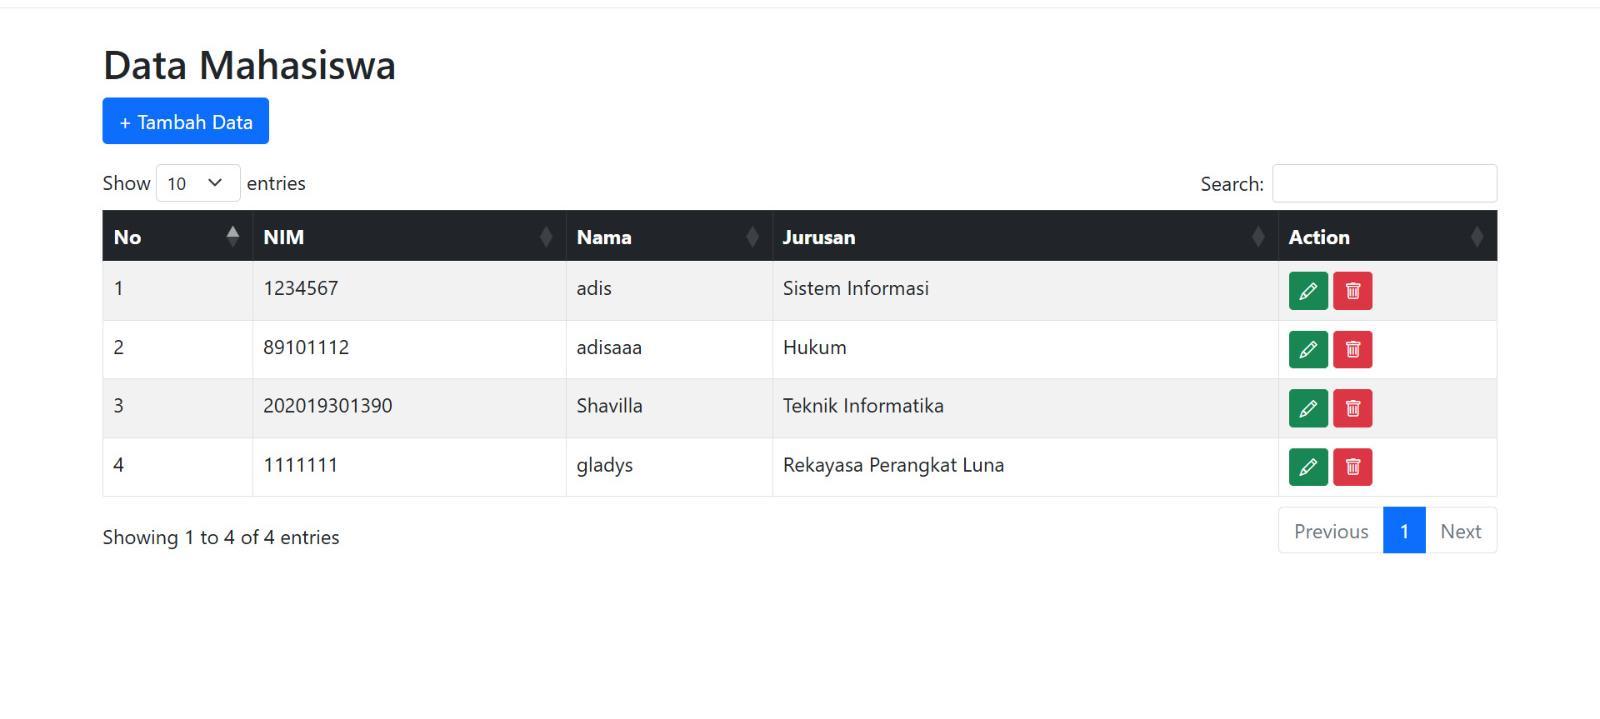 Data Mahasiswa
+ Tambah Data
Show 10 entries Search:
No NIM Nama Jurusan Action
1 1234567 adis Sistem Informasi
2 89101112 adisaaa Hukum
3 202019301390 Shavilla Teknik Informatika
4 1111111 gladys Rekayasa Perangkat Luna
Showing 1 to 4 of 4 entries Previous 1 Next